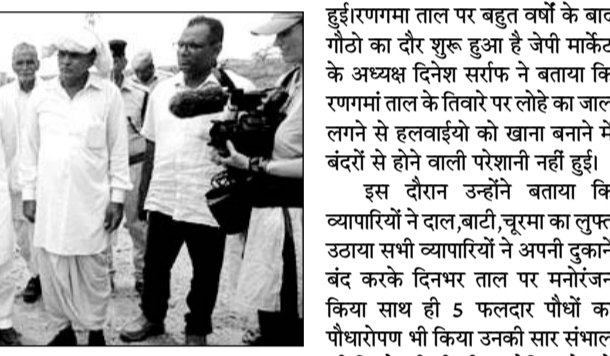 हुई।रणगमा ताल पर बहुत वर्षों के बाद
गौठो का दौर शुरू हुआ है जेपी मार्केट
के अध्यक्ष दिनेश सर्राफ ने बताया कि
रणगमां ताल के तिवारे पर लोहे का जाल
लगने से हलवाईयो को खाना बनाने में
बंदरों से होने वाली परेशानी नहीं हुई।
इस दौरान उन्होंने बताया कि
व्यापारियों ने दाल,बाटी,चूरमा का लुफ्त
उठाया सभी व्यापारियों ने अपनी दुकाने
बंद करके दिनभर ताल पर मनोरंजन
किया साथ ही 5 फलदार पौधों का
पौधारोपण भी किया उनकी सार संभाल